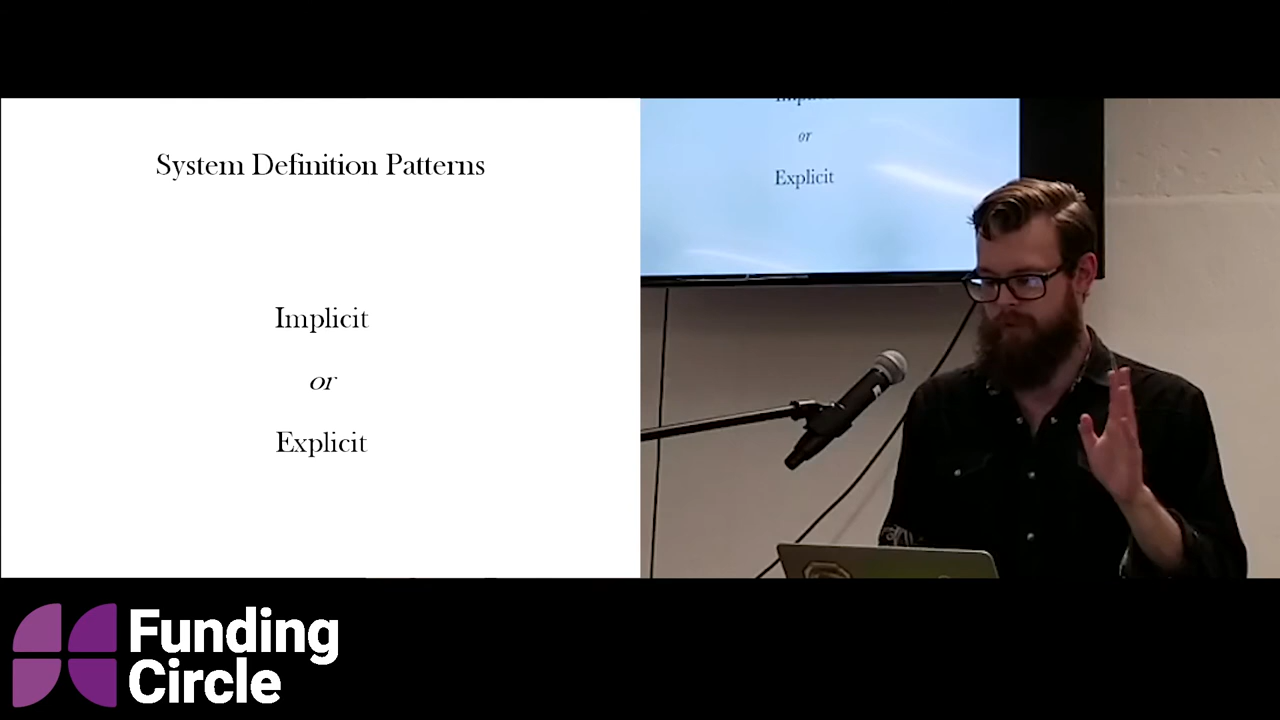 System Definition Patterns
Implicit
or
Explicit
or
Explicit
Funding
Circle